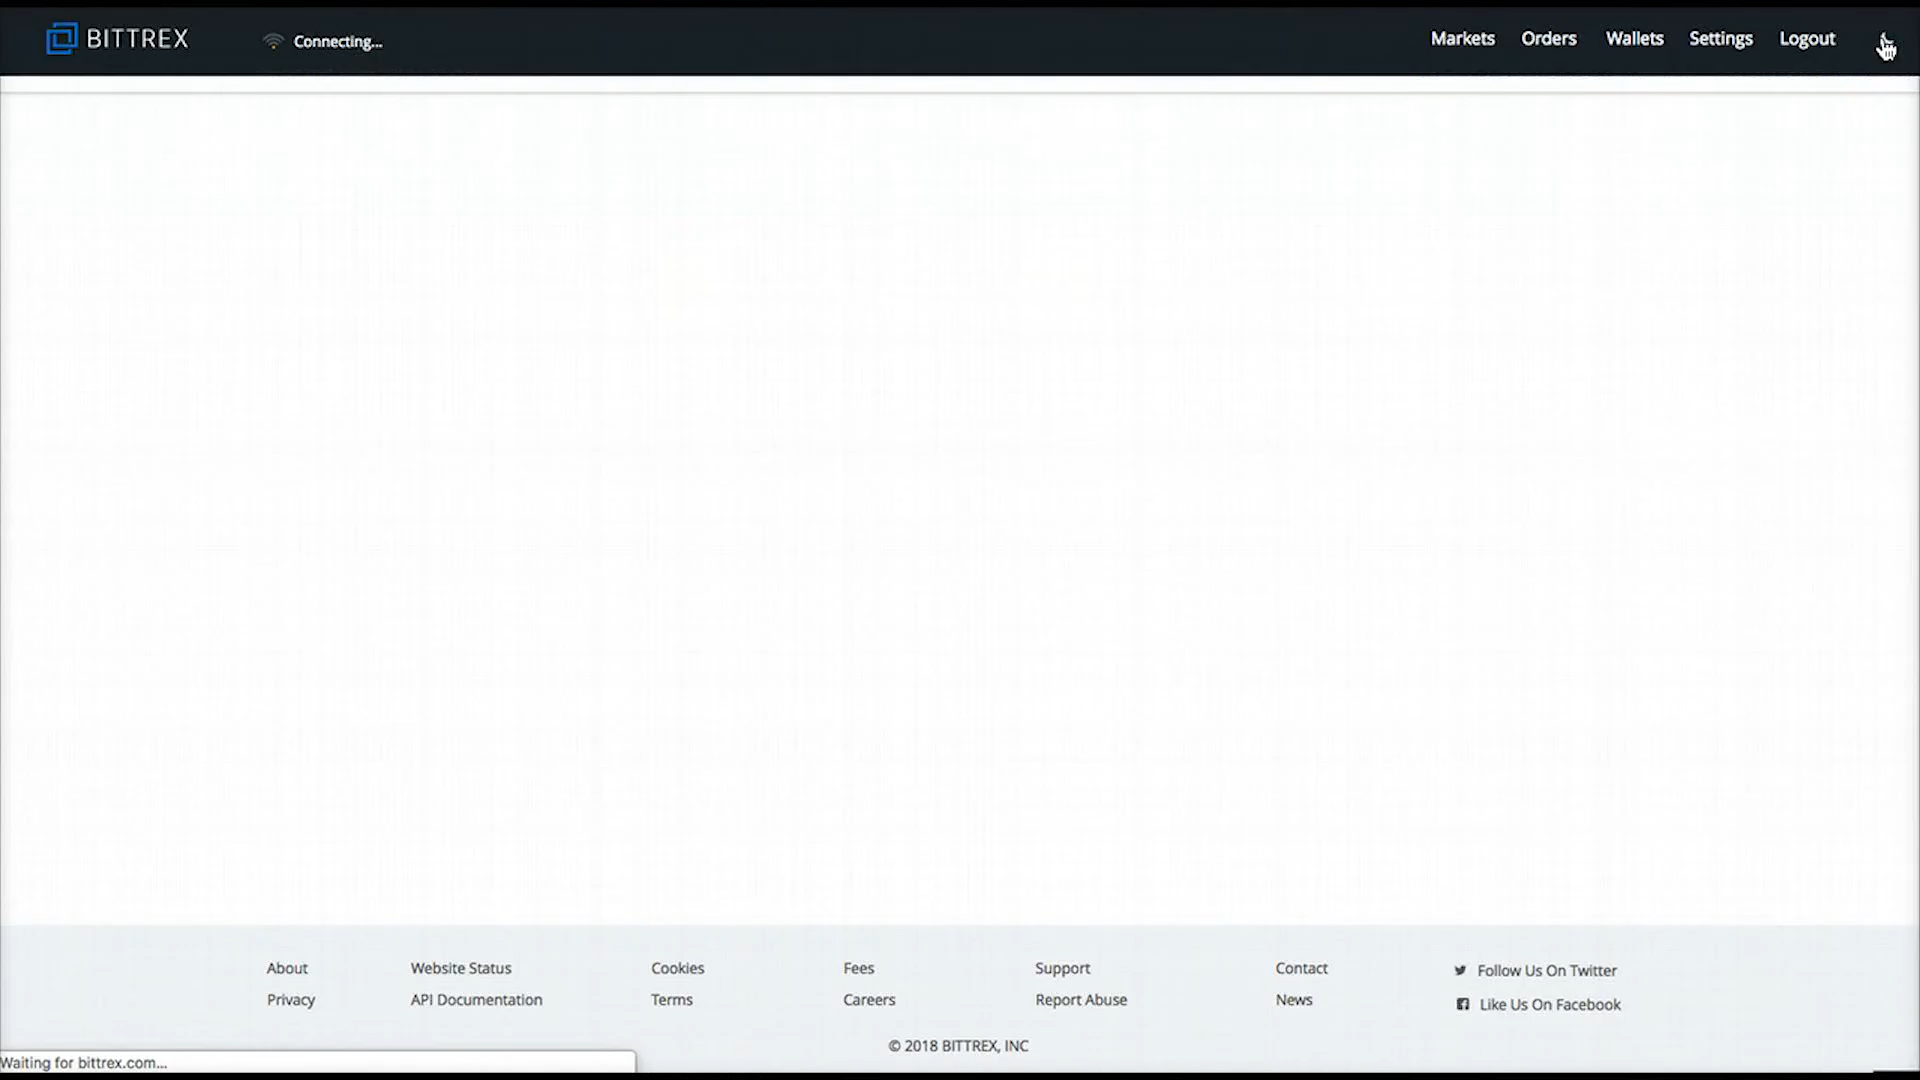 BITTREX
Connecting...
Markets Orders Wallets Settings Logout
About Website Status Cookies Fees Support Contact Follow Us On Twitter
Privacy API Documentation Terms Careers Report Abuse News Like Us On Facebook
© 2018 BITTREX, INC
Waiting for bittrex.com...